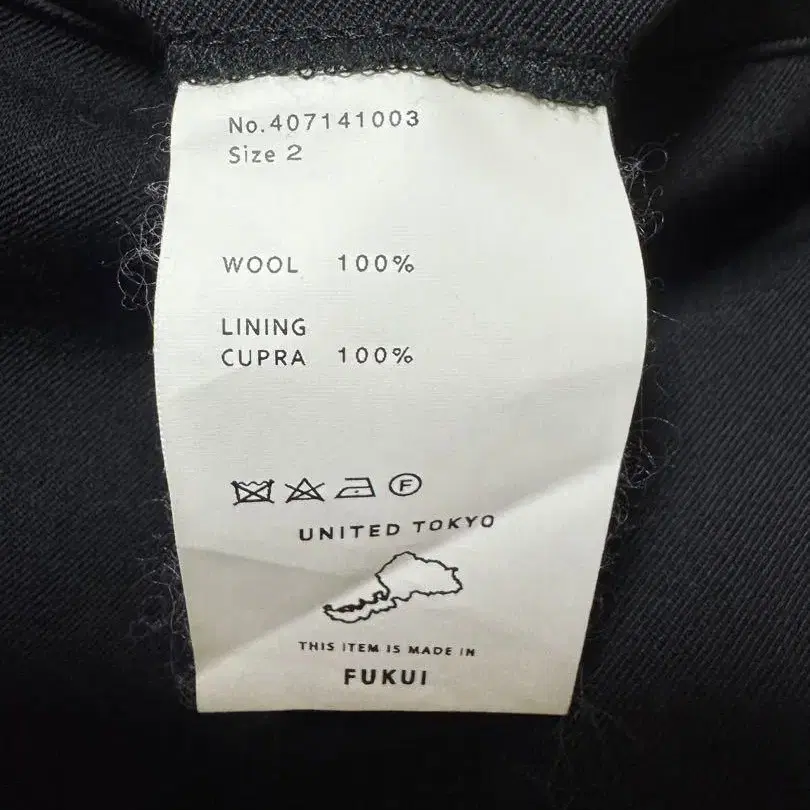 No.407141003
Size 2
WOOL 100%
LINING
CUPRA 100%
F
UNITED TOKYO
THIS ITEM IS MADE IN
FUKUI